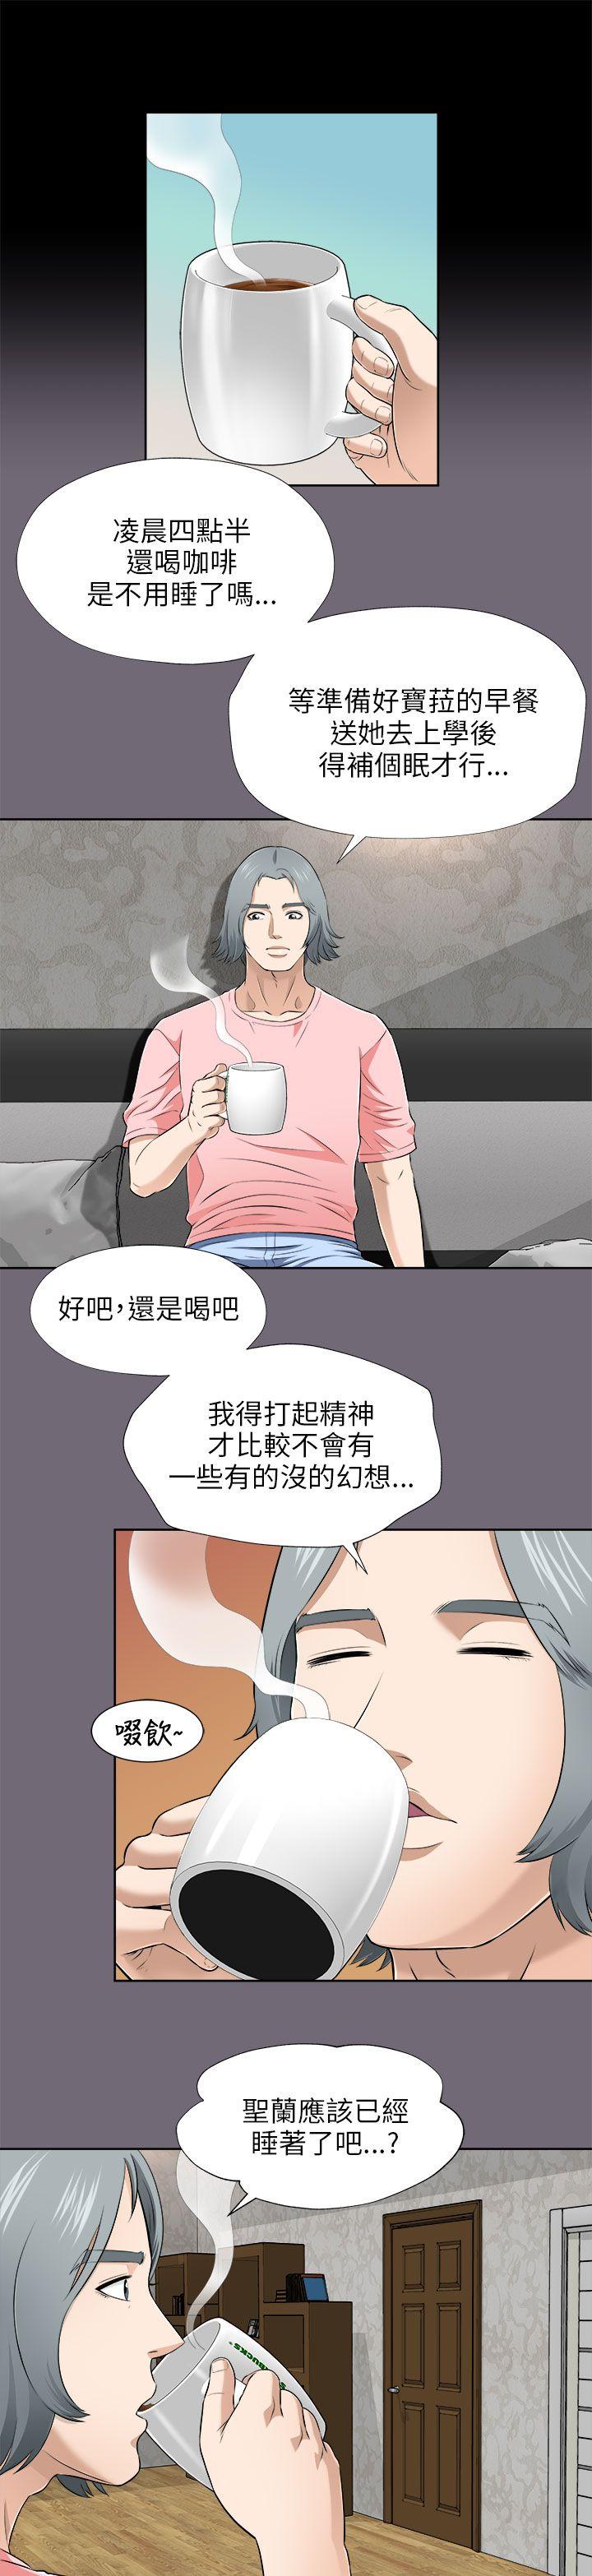 凌晨四點半
還喝咖啡
是不用睡了嗎...
等準備好寶菈的早餐
送她去上學後
得補個眠才行...
好吧,還是喝吧
我得打起精神
才比較不會有
一些有的沒的幻想...
啜飲~
聖蘭應該已經
睡著了吧...?